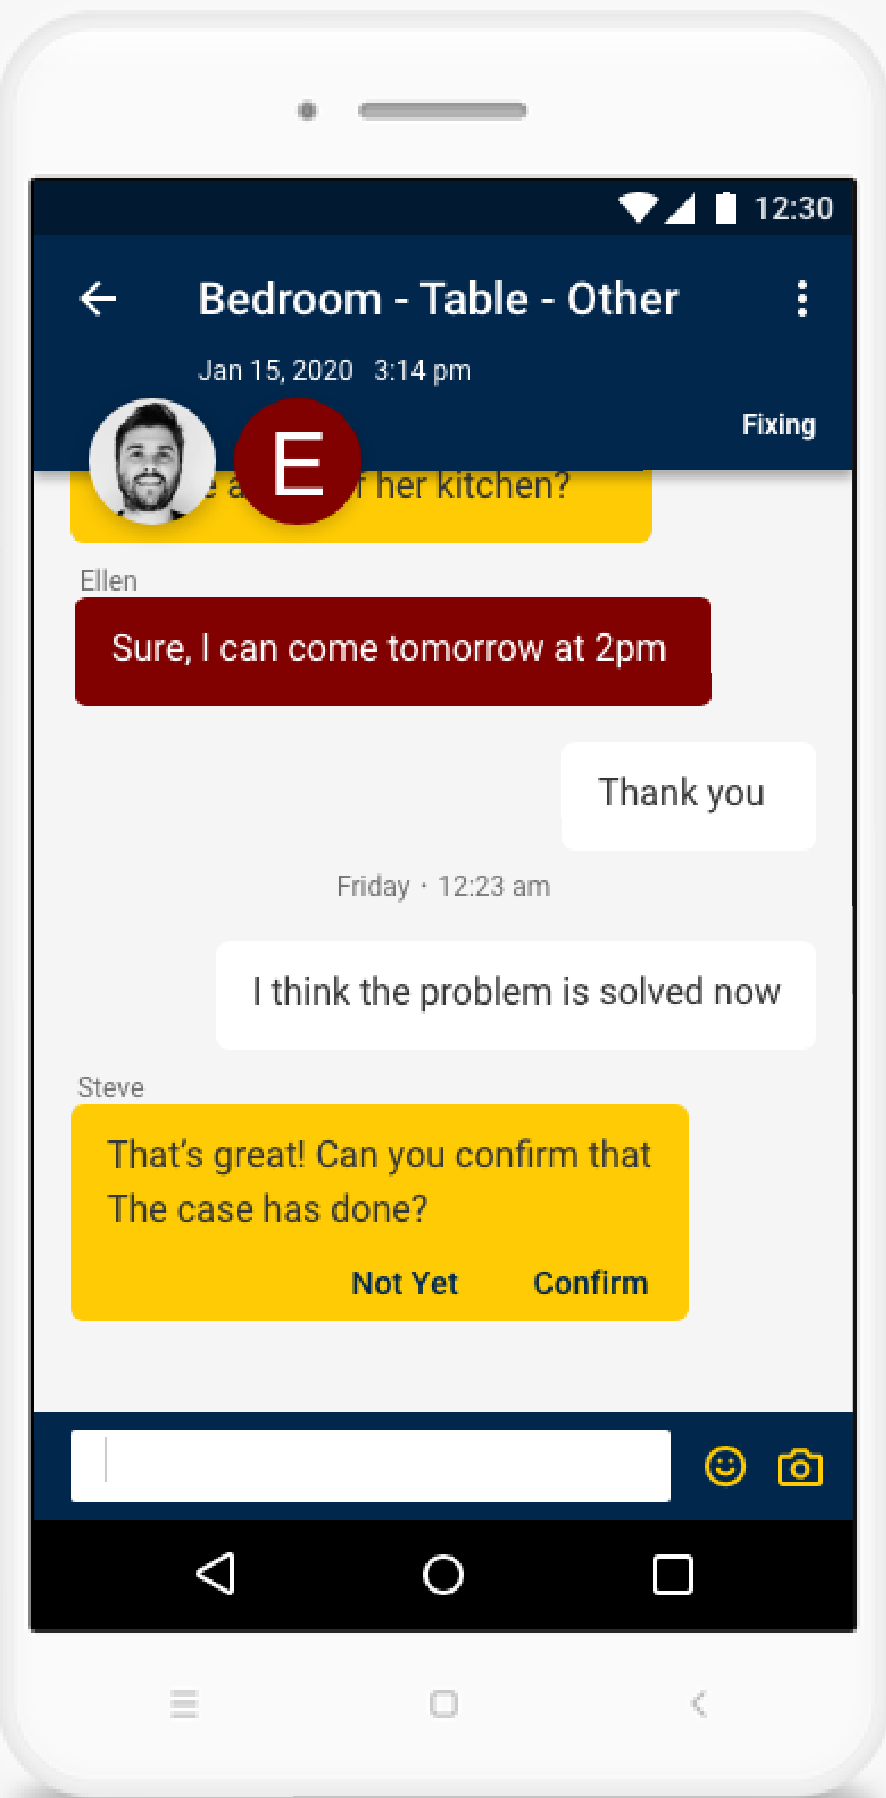 12:30
Bedroom - Table - Other
Jan 15, 2020 3:14 pm
Fixing
E
her kitchen?
Ellen
Sure, I can come tomorrow at 2pm
Thank you
Friday · 12:23 am
I think the problem is solved now
Steve
That's great! Can you confirm that
The case has done?
Not Yet Confirm